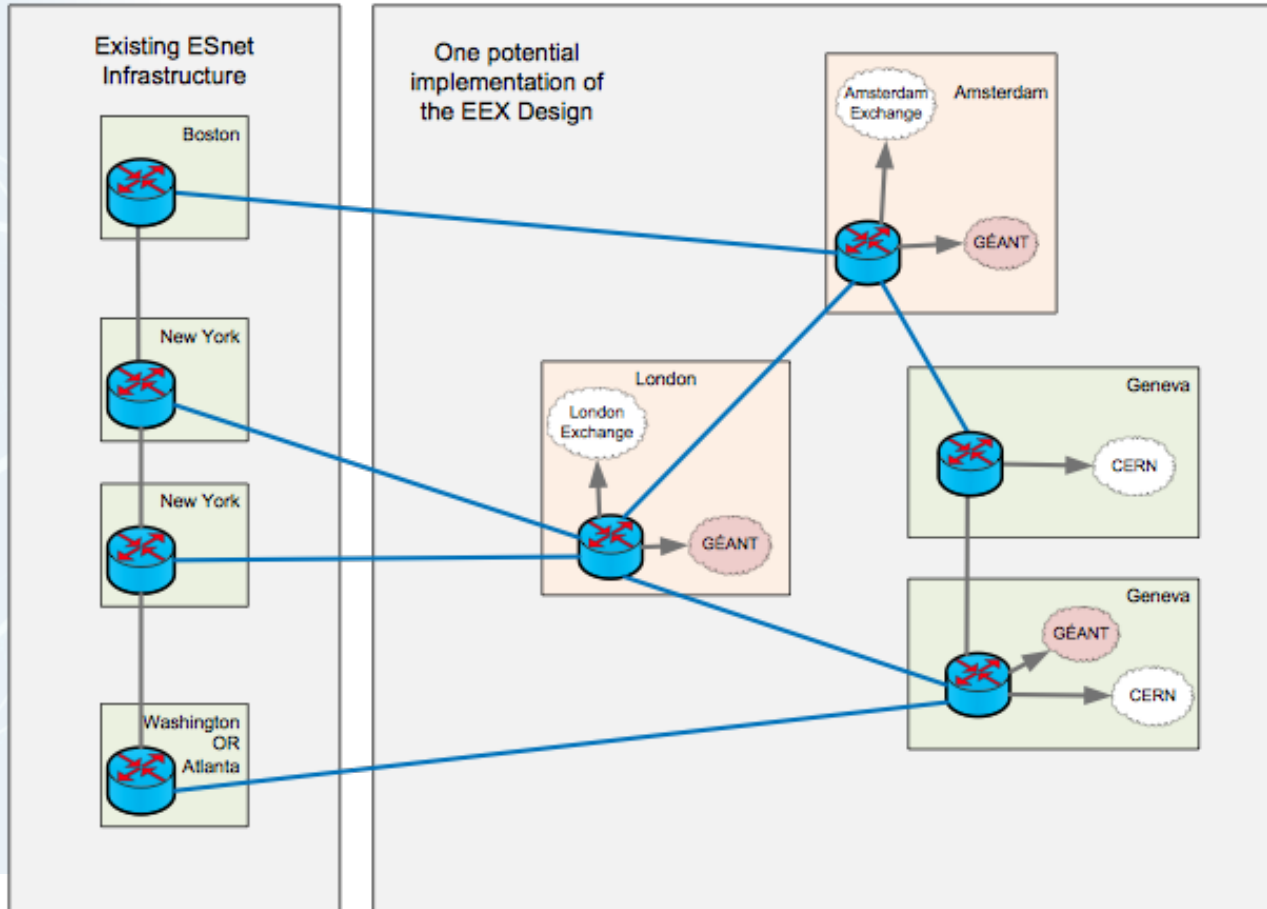 Existing ESnet
Infrastructure
Boston
New York
New York
Washington
OR
Atlanta
One potential
implementation of
the EEX Design
Amsterdam
Exchange
Amsterdam
GÉANT
London
London
Exchange
GÉANT
Geneva
CERN
Geneva
GÉANT
CERN